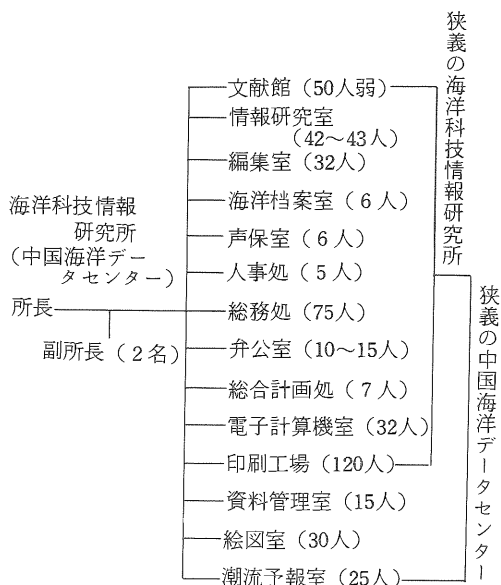 海洋科技情報
研究所
(中国海洋デー
タセンター)
所長
副所長(2名)
文献館(50人弱)
情報研究室
(42〜43人)
編集室(32人)
海洋档案室(6人)
声保室(6人)
人事処(5人)
総務処(75人)
弁公室(10〜15人)
総合計画処(7人)
電子計算機室(32人)
印刷工場(120人)
資料管理室(15人)
絵図室(30人)
潮流予報室(25人)
狭義の海洋科技情報研究所
狭義の中国海洋データセンター